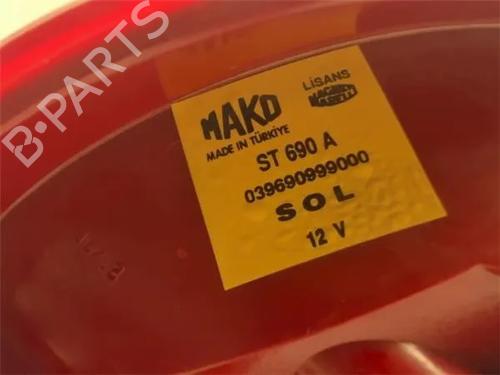 B-PARTS
MAKO
MADE IN TÜRKİYE
LİSANS
MAGNETI
MARELLI
ST 690 A
039690999000
SOL
12 V